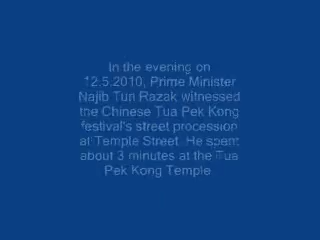 In the evening on
12.5.2010, Prime Minister
Najib Tun Razak witnessed
the Chinese Tua Pek Kong
festival's street procession
at Temple Street. He spent
about 3 minutes at the Tua
Pek Kong Temple